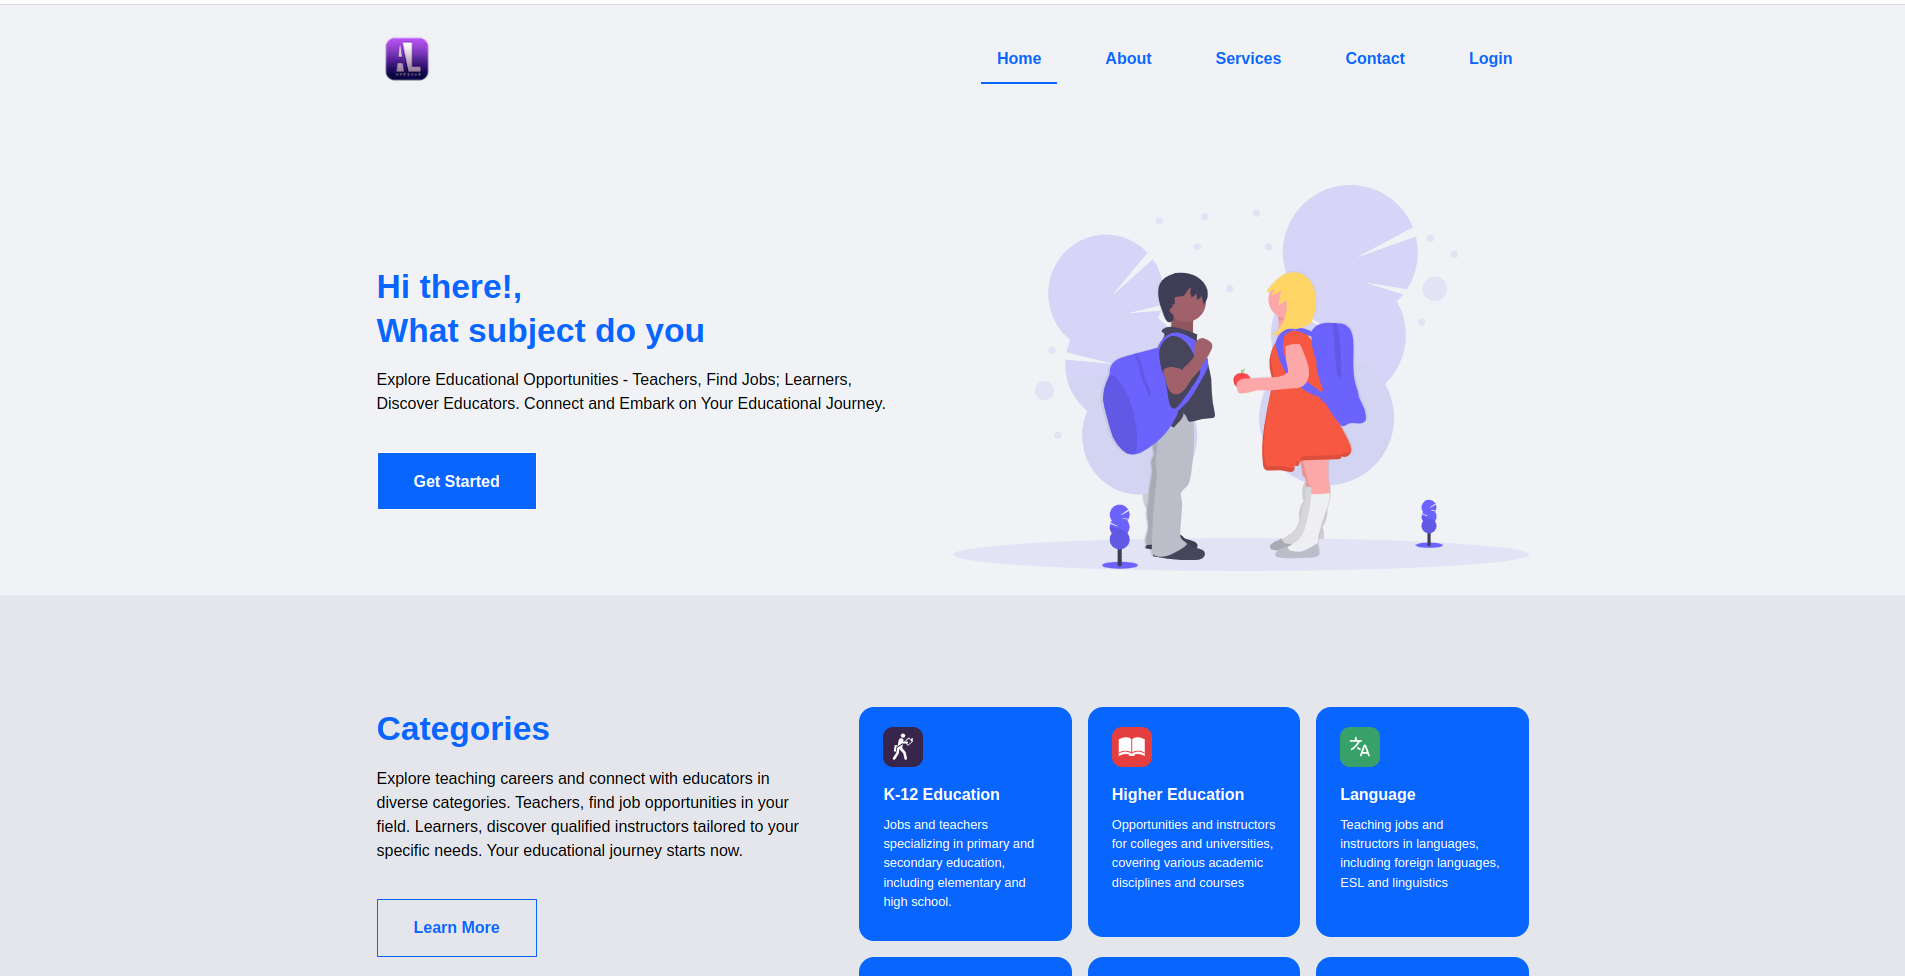 AL
Home
About
Services
Contact
Login
Hi there!,
What subject do you
Explore Educational Opportunities - Teachers, Find Jobs; Learners,
Discover Educators. Connect and Embark on Your Educational Journey.
Get Started
Categories
Explore teaching careers and connect with educators in
diverse categories. Teachers, find job opportunities in your
field. Learners, discover qualified instructors tailored to your
specific needs. Your educational journey starts now.
Learn More
K-12 Education
Jobs and teachers
specializing in primary and
secondary education,
including elementary and
high school.
Higher Education
Opportunities and instructors
for colleges and universities,
covering various academic
disciplines and courses
Language
Teaching jobs and
instructors in languages,
including foreign languages,
ESL and linguistics